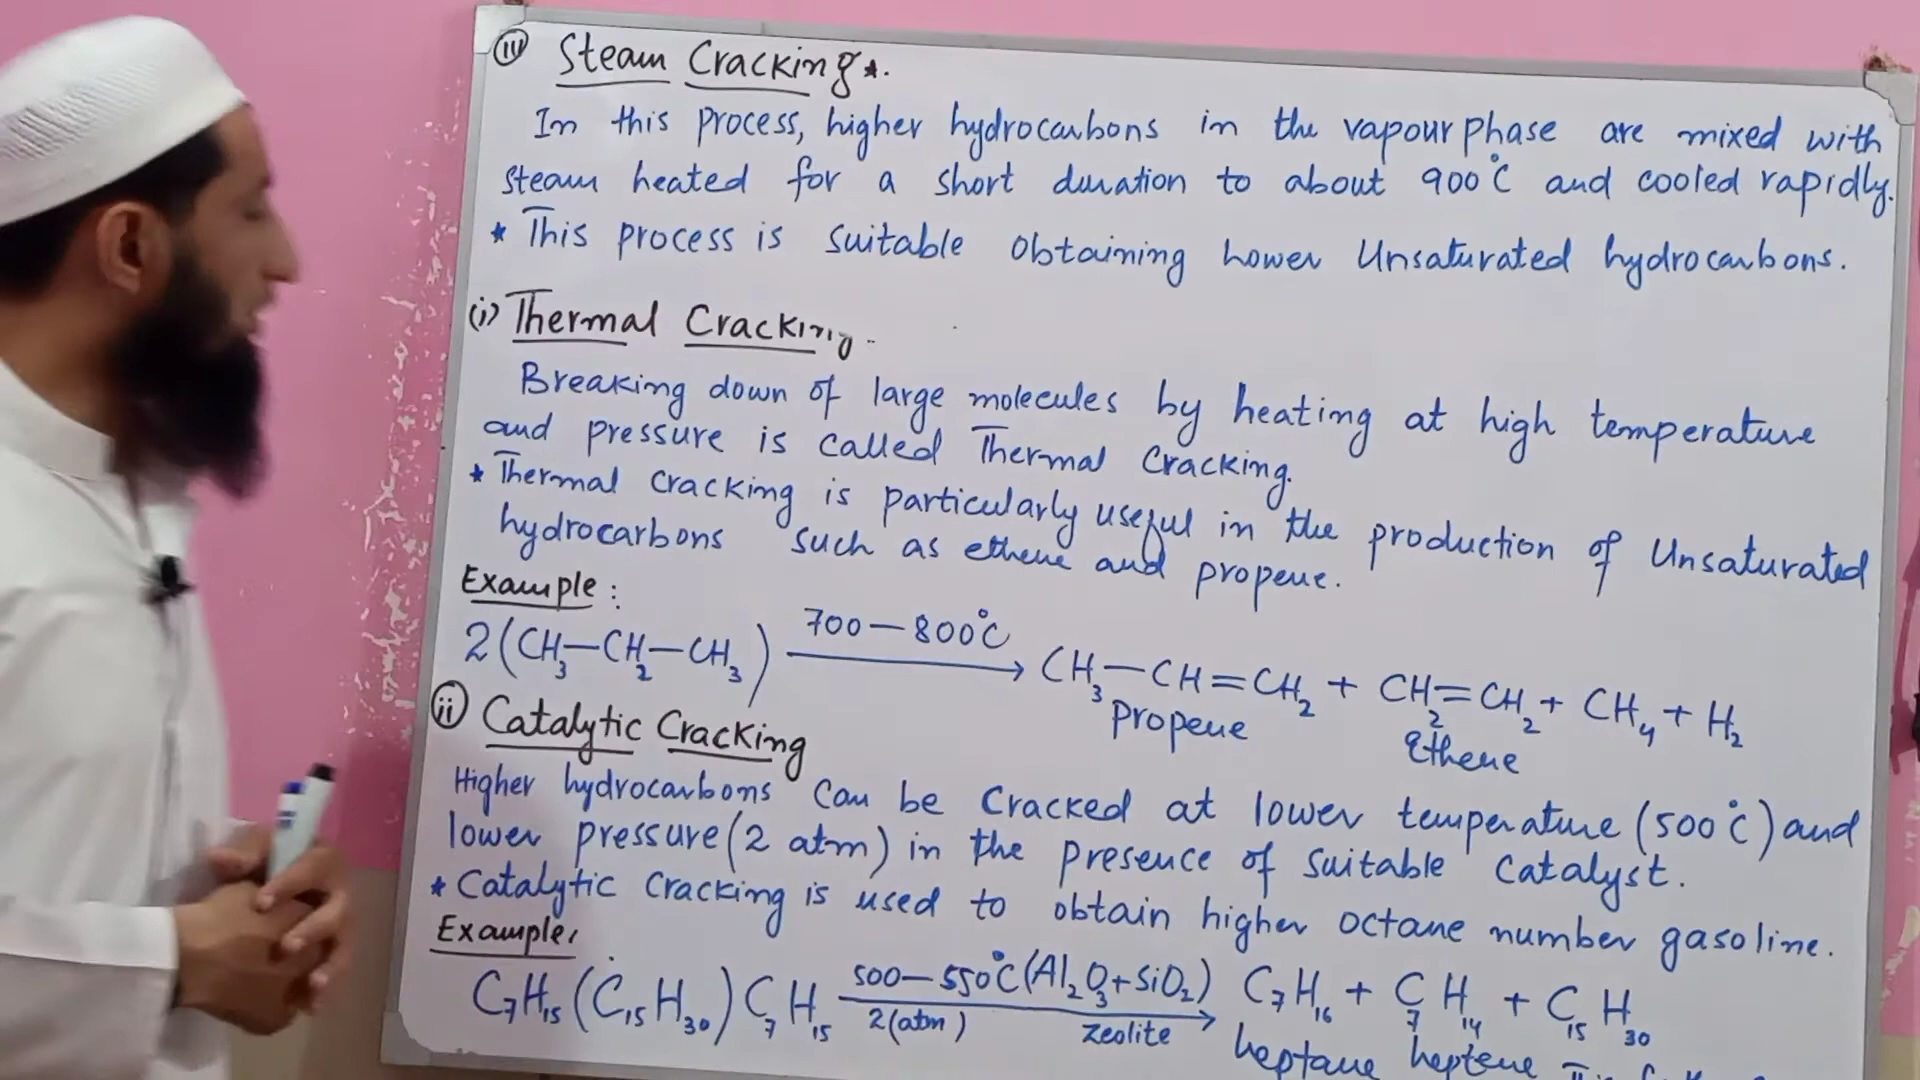 (iii) Steam Cracking*.
In this process, higher hydrocarbons in the vapour phase are mixed with
steam heated for a short duration to about 900°C and cooled rapidly.
* This process is suitable obtaining lower Unsaturated hydrocarbons.
(i) Thermal Cracking
Breaking down of large molecules by heating at high temperature
and pressure is called Thermal Cracking.
* Thermal Cracking is particularly useful in the production of Unsaturated
hydrocarbons such as ethene and propene.
Example:
2(CH₃—CH₂—CH₃) 700—800°C → CH₃—CH=CH₂ + CH₂=CH₂ + CH₄ + H₂
Propene Ethene
(ii) Catalytic Cracking
Higher hydrocarbons can be Cracked at lower temperature (500°C) and
lower pressure (2 atm) in the presence of suitable Catalyst.
* Catalytic Cracking is used to obtain higher octane number gasoline.
Example,
C₇H₁₅(C₁₅H₃₀)C₇H₁₅ 500—550°C (Al₂O₃+SiO₂) → C₇H₁₆ + C₇H₁₄ + C₁₅H₃₀
2(atm) Zeolite
heptane heptene